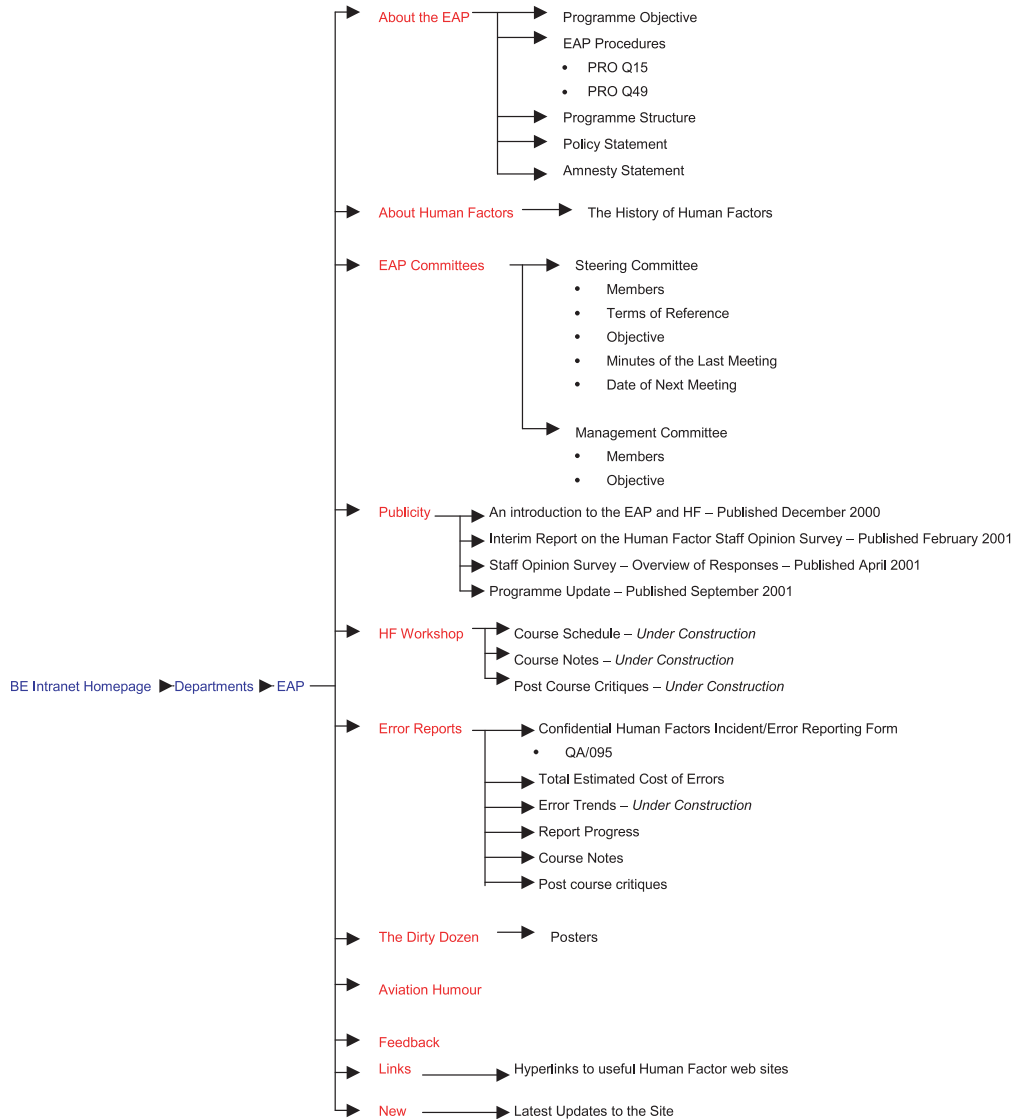 About the EAP
Programme Objective
EAP Procedures
• PRO Q15
• PRO Q49
Programme Structure
Policy Statement
Amnesty Statement
About Human Factors
The History of Human Factors
EAP Committees
Steering Committee
• Members
• Terms of Reference
• Objective
• Minutes of the Last Meeting
• Date of Next Meeting
Management Committee
• Members
• Objective
Publicity
An introduction to the EAP and HF – Published December 2000
Interim Report on the Human Factor Staff Opinion Survey – Published February 2001
Staff Opinion Survey – Overview of Responses – Published April 2001
Programme Update – Published September 2001
HF Workshop
Course Schedule – Under Construction
Course Notes – Under Construction
Post Course Critiques – Under Construction
BE Intranet Homepage
Departments
EAP
Error Reports
Confidential Human Factors Incident/Error Reporting Form
• QA/095
Total Estimated Cost of Errors
Error Trends – Under Construction
Report Progress
Course Notes
Post course critiques
The Dirty Dozen
Posters
Aviation Humour
Feedback
Links
Hyperlinks to useful Human Factor web sites
New
Latest Updates to the Site